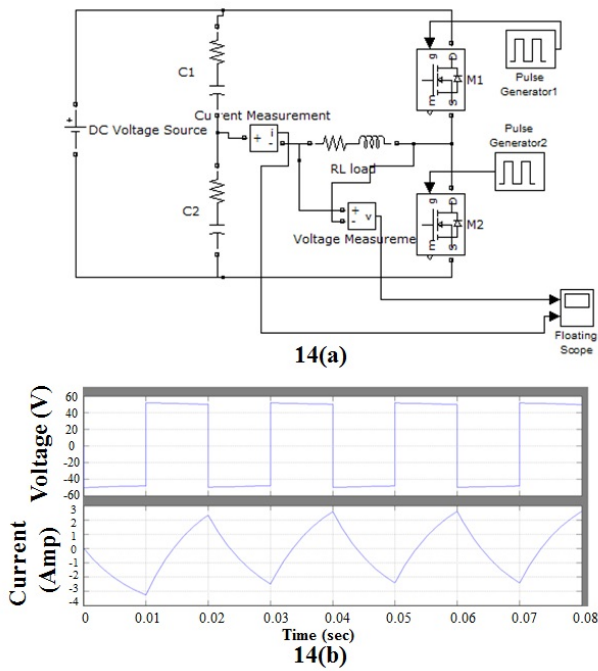 C1
g
D
M1
m
S
Pulse
Generator1
+
DC Voltage Source
Current Measurement
+
i
-
Pulse
Generator2
RL load
C2
+
v
-
Voltage Measureme
g
D
M2
m
S
Floating
Scope
14(a)
Voltage (V)
60
40
20
0
-20
-40
-60
Current
(Amp)
3
2
1
0
-1
-2
-3
-4
0
0.01
0.02
0.03
0.04
0.05
0.06
0.07
0.08
Time (sec)
14(b)